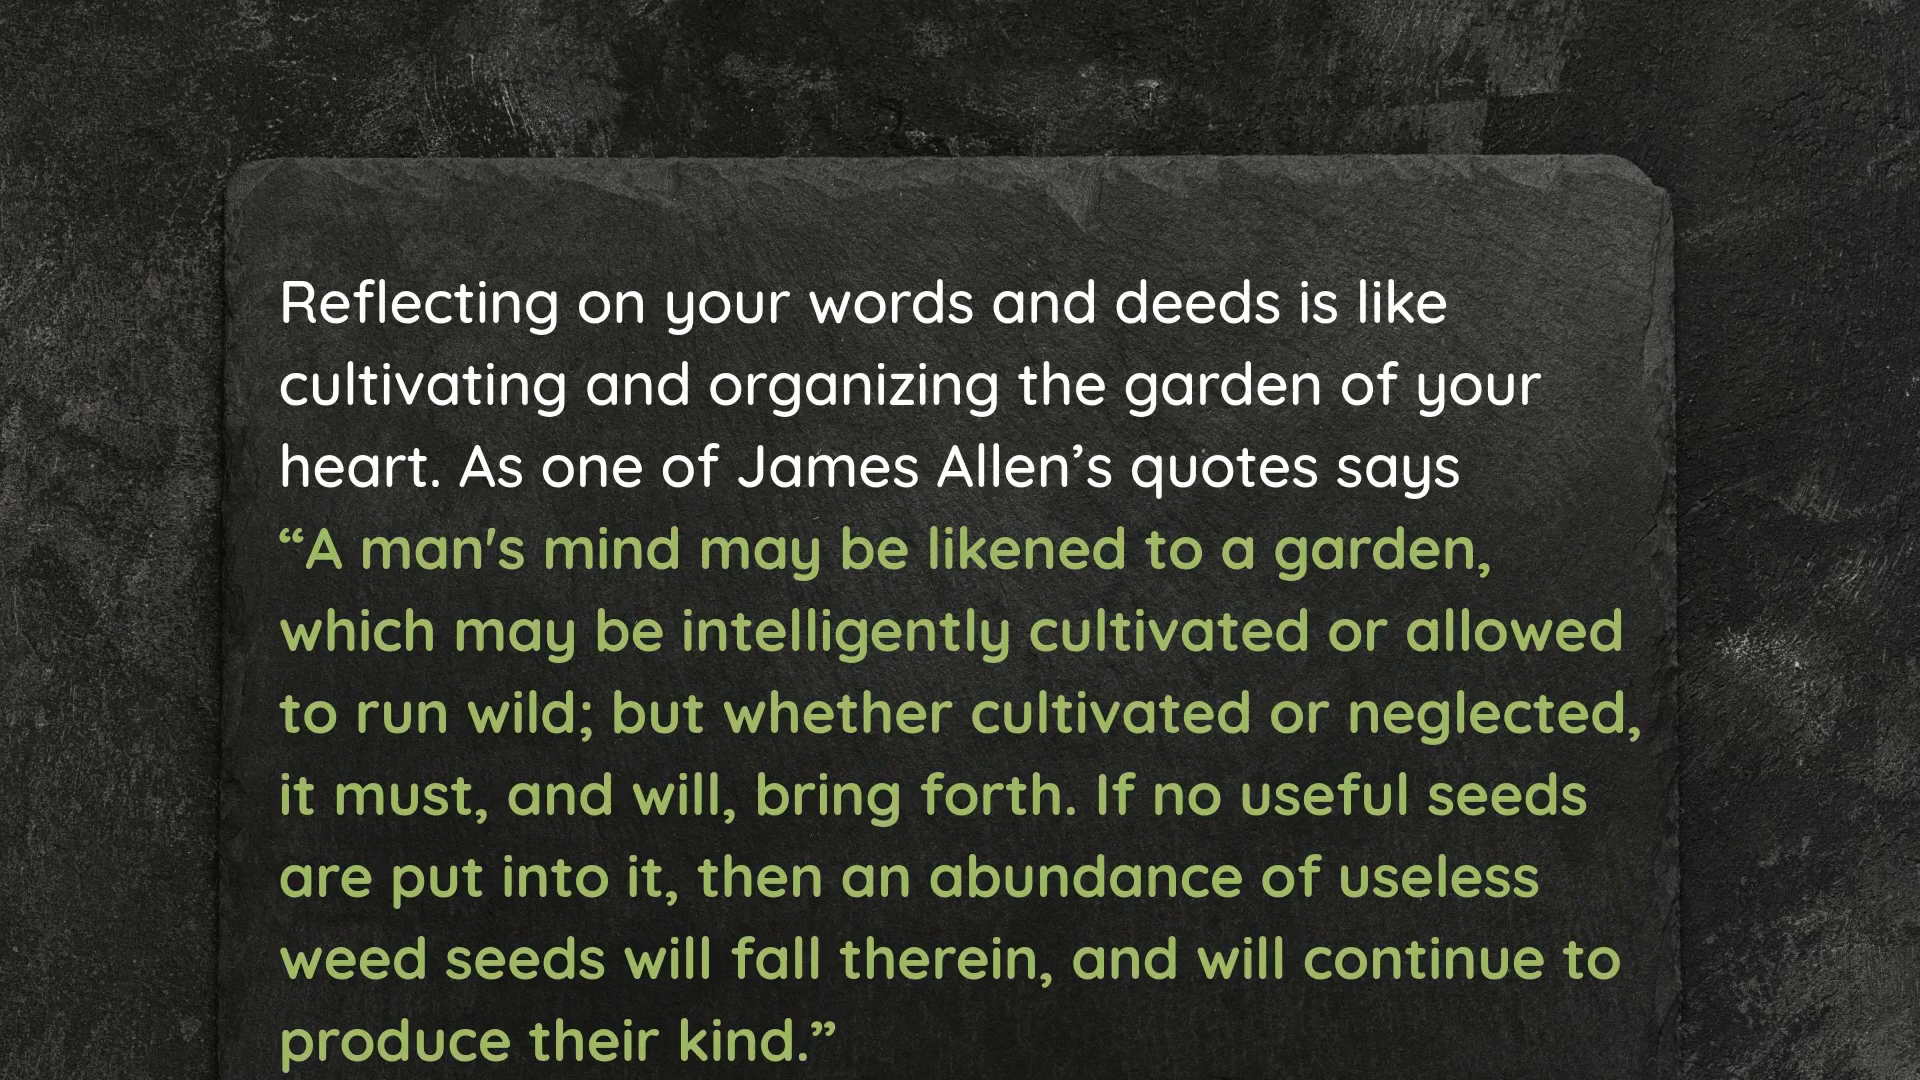 Reflecting on your words and deeds is like
cultivating and organizing the garden of your
heart. As one of James Allen’s quotes says
“A man's mind may be likened to a garden,
which may be intelligently cultivated or allowed
to run wild; but whether cultivated or neglected,
it must, and will, bring forth. If no useful seeds
are put into it, then an abundance of useless
weed seeds will fall therein, and will continue to
produce their kind.”